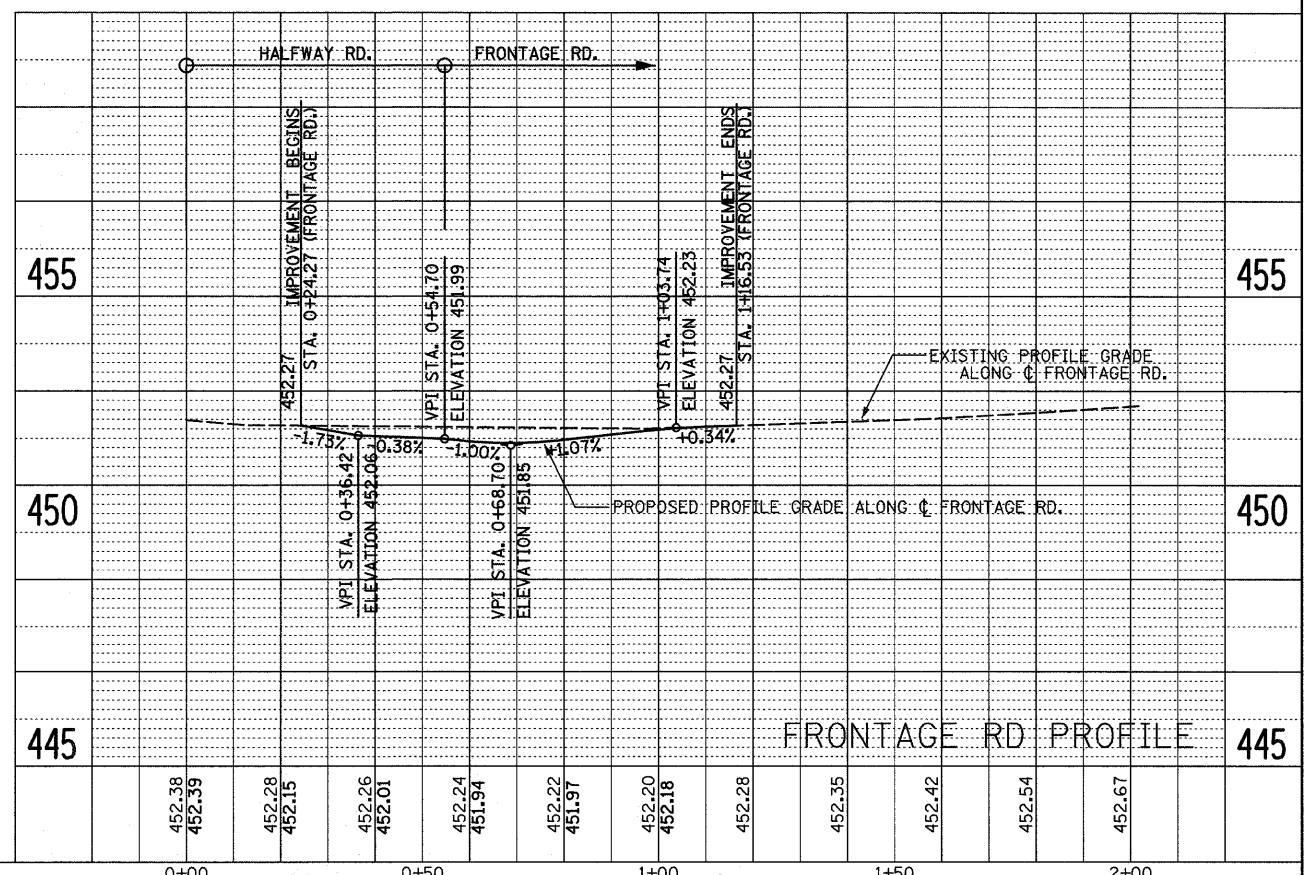 HALFWAY RD.
FRONTAGE RD.
452.27
IMPROVEMENT BEGINS
STA. 0+24.27 (FRONTAGE RD.)
VPI STA. 0+54.70
ELEVATION 451.99
VPI STA. 1+03.74
ELEVATION 452.23
452.27
IMPROVEMENT ENDS
STA. 1+16.53 (FRONTAGE RD.)
455
455
EXISTING PROFILE GRADE
ALONG ℄ FRONTAGE RD.
-1.73%
-0.38%
-1.00%
+1.07%
+0.34%
VPI STA. 0+36.42
ELEVATION 452.06
VPI STA. 0+68.70
ELEVATION 451.85
450
PROPOSED PROFILE GRADE ALONG ℄ FRONTAGE RD.
450
445
FRONTAGE RD PROFILE
445
452.38
452.39
452.28
452.15
452.26
452.01
452.24
451.94
452.22
451.97
452.20
452.18
452.28
452.35
452.42
452.54
452.67
0+00
0+50
1+00
1+50
2+00